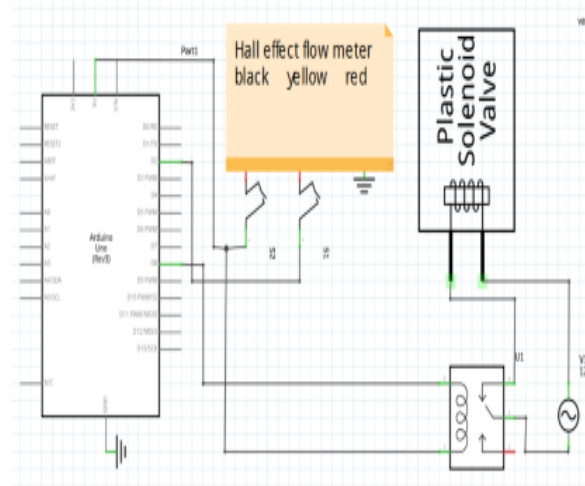 Part1
Hall effect flow meter
black yellow red
Plastic
Solenoid
Valve
RESET
RESET2
AREF
ioref
A0
A1
A2
A3
A4/SDA
A5/SCL
N/C
D0/RX
D1/TX
D2
D3 PWM
D4
D5 PWM
D6 PWM
D7
D8
D9 PWM
D10 PWM/SS
D11 PWM/MOSI
D12/MISO
D13/SCK
Arduino
Uno
(Rev3)
GND
S2
S1
U1